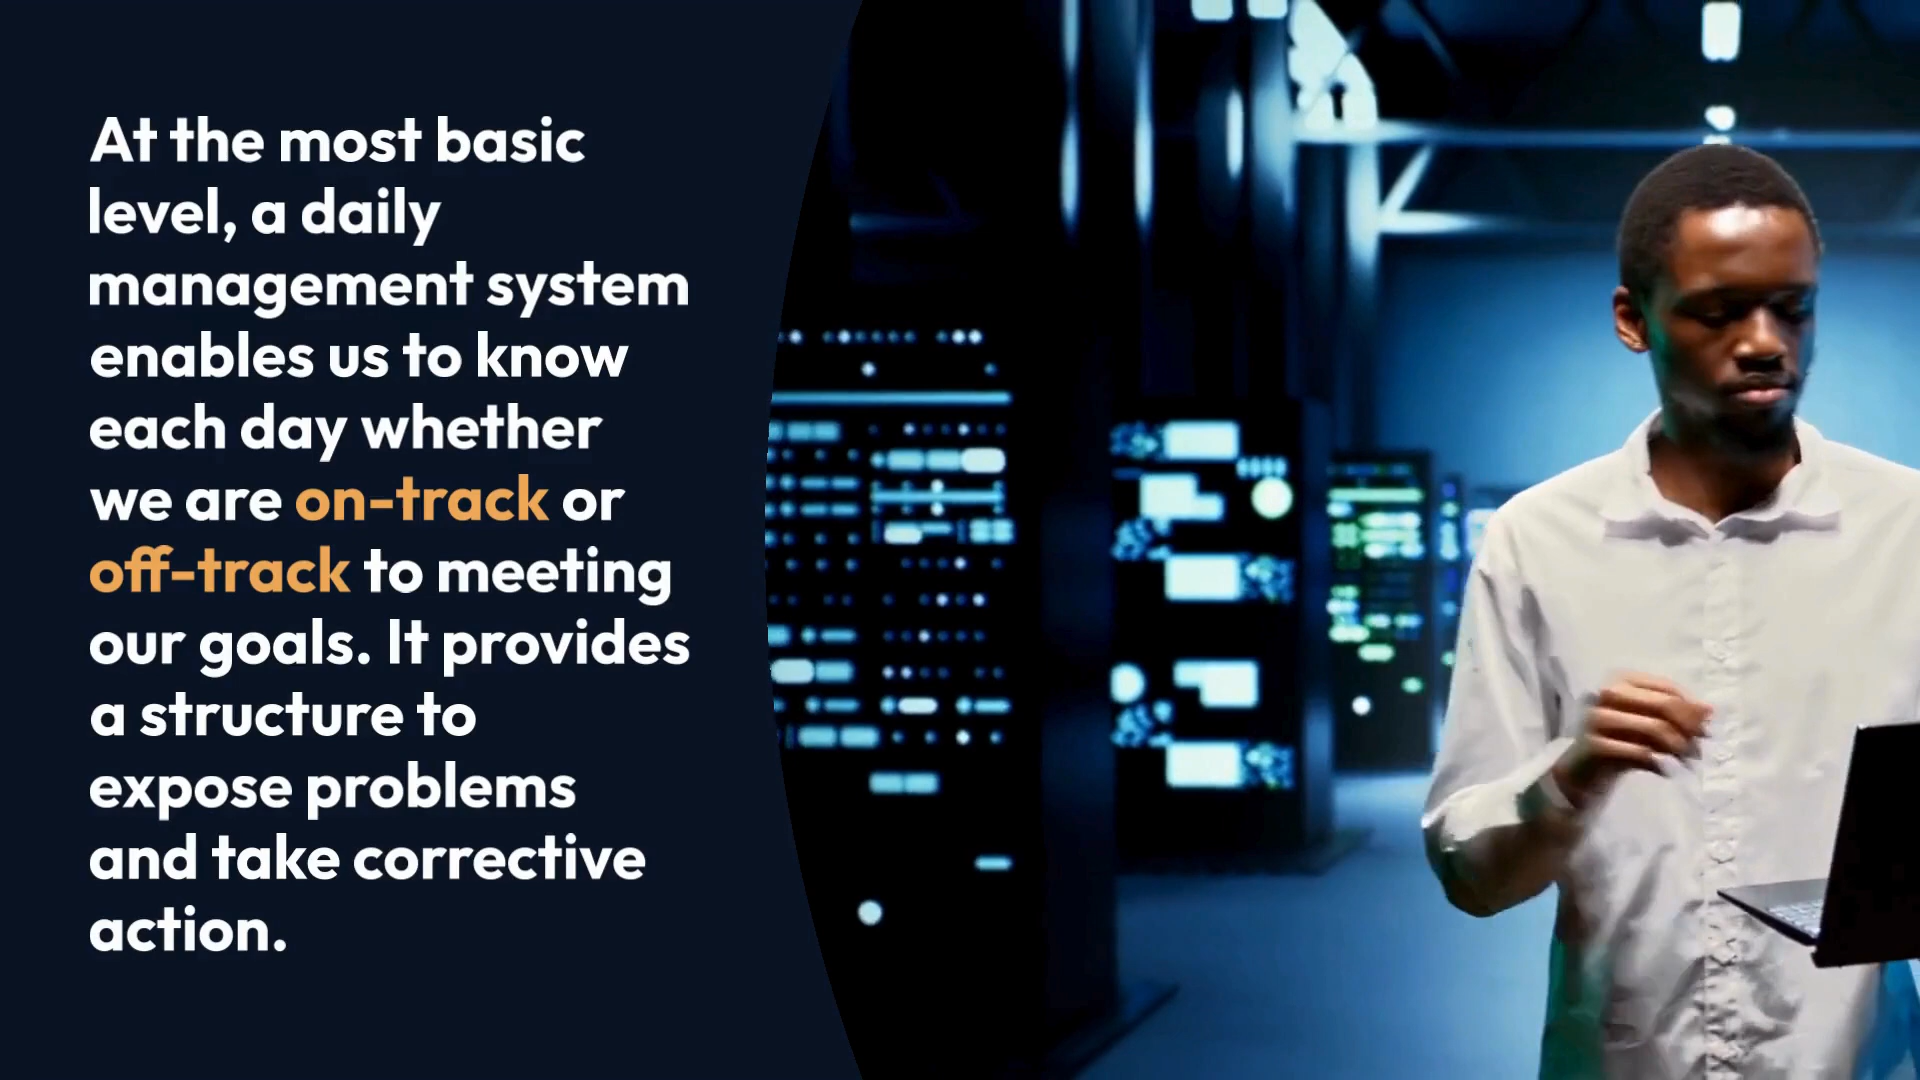 At the most basic
level, a daily
management system
enables us to know
each day whether
we are on-track or
off-track to meeting
our goals. It provides
a structure to
expose problems
and take corrective
action.